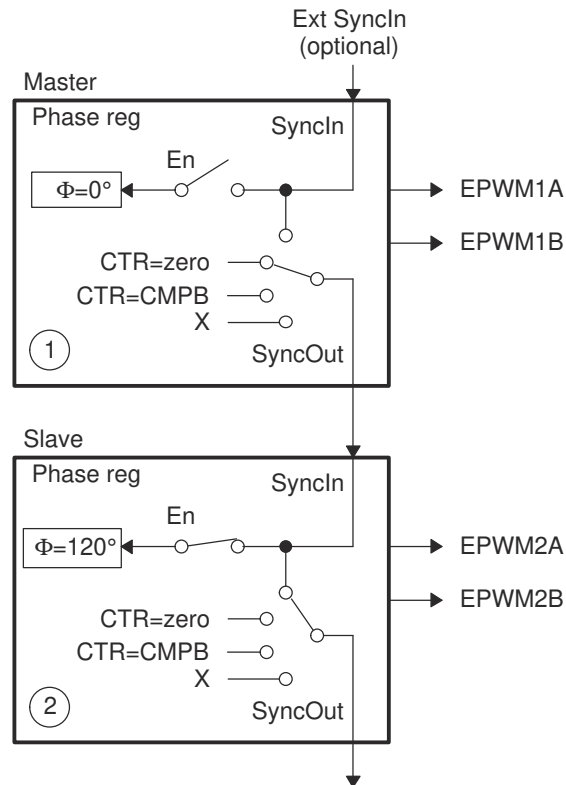 Ext SyncIn
(optional)
Master
Phase reg
SyncIn
En
Φ=0°
EPWM1A
EPWM1B
CTR=zero
CTR=CMPB
X
1
SyncOut
Slave
Phase reg
SyncIn
En
Φ=120°
EPWM2A
EPWM2B
CTR=zero
CTR=CMPB
X
2
SyncOut